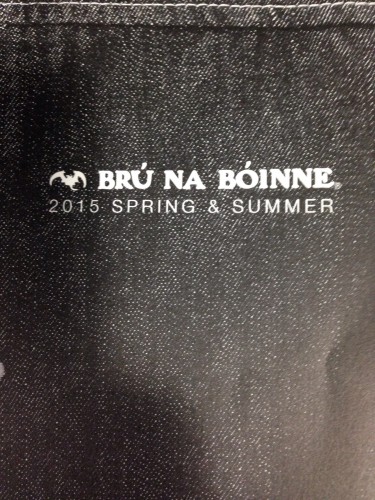 BRÚ NA BÓINNE®
2015 SPRING & SUMMER